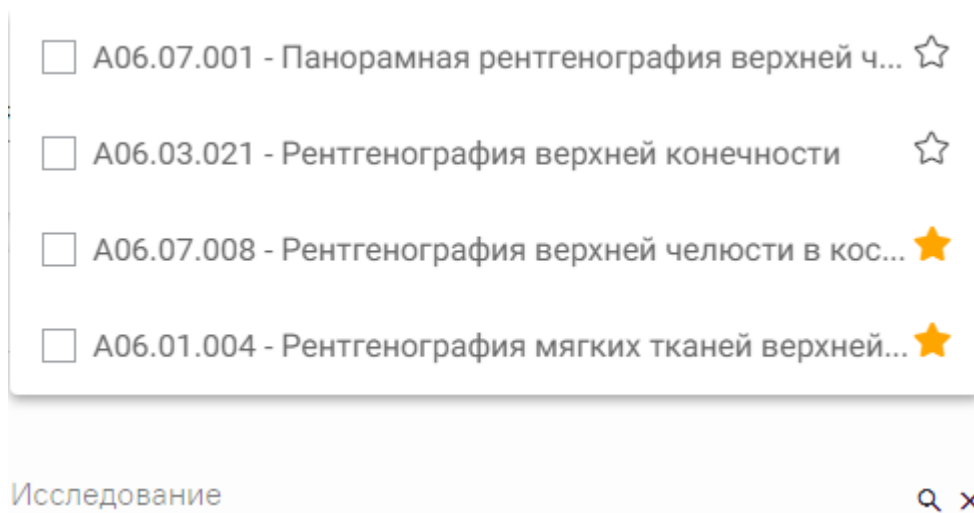 A06.07.001 - Панорамная рентгенография верхней ч...
A06.03.021 - Рентгенография верхней конечности
A06.07.008 - Рентгенография верхней челюсти в кос...
A06.01.004 - Рентгенография мягких тканей верхней...
Исследование